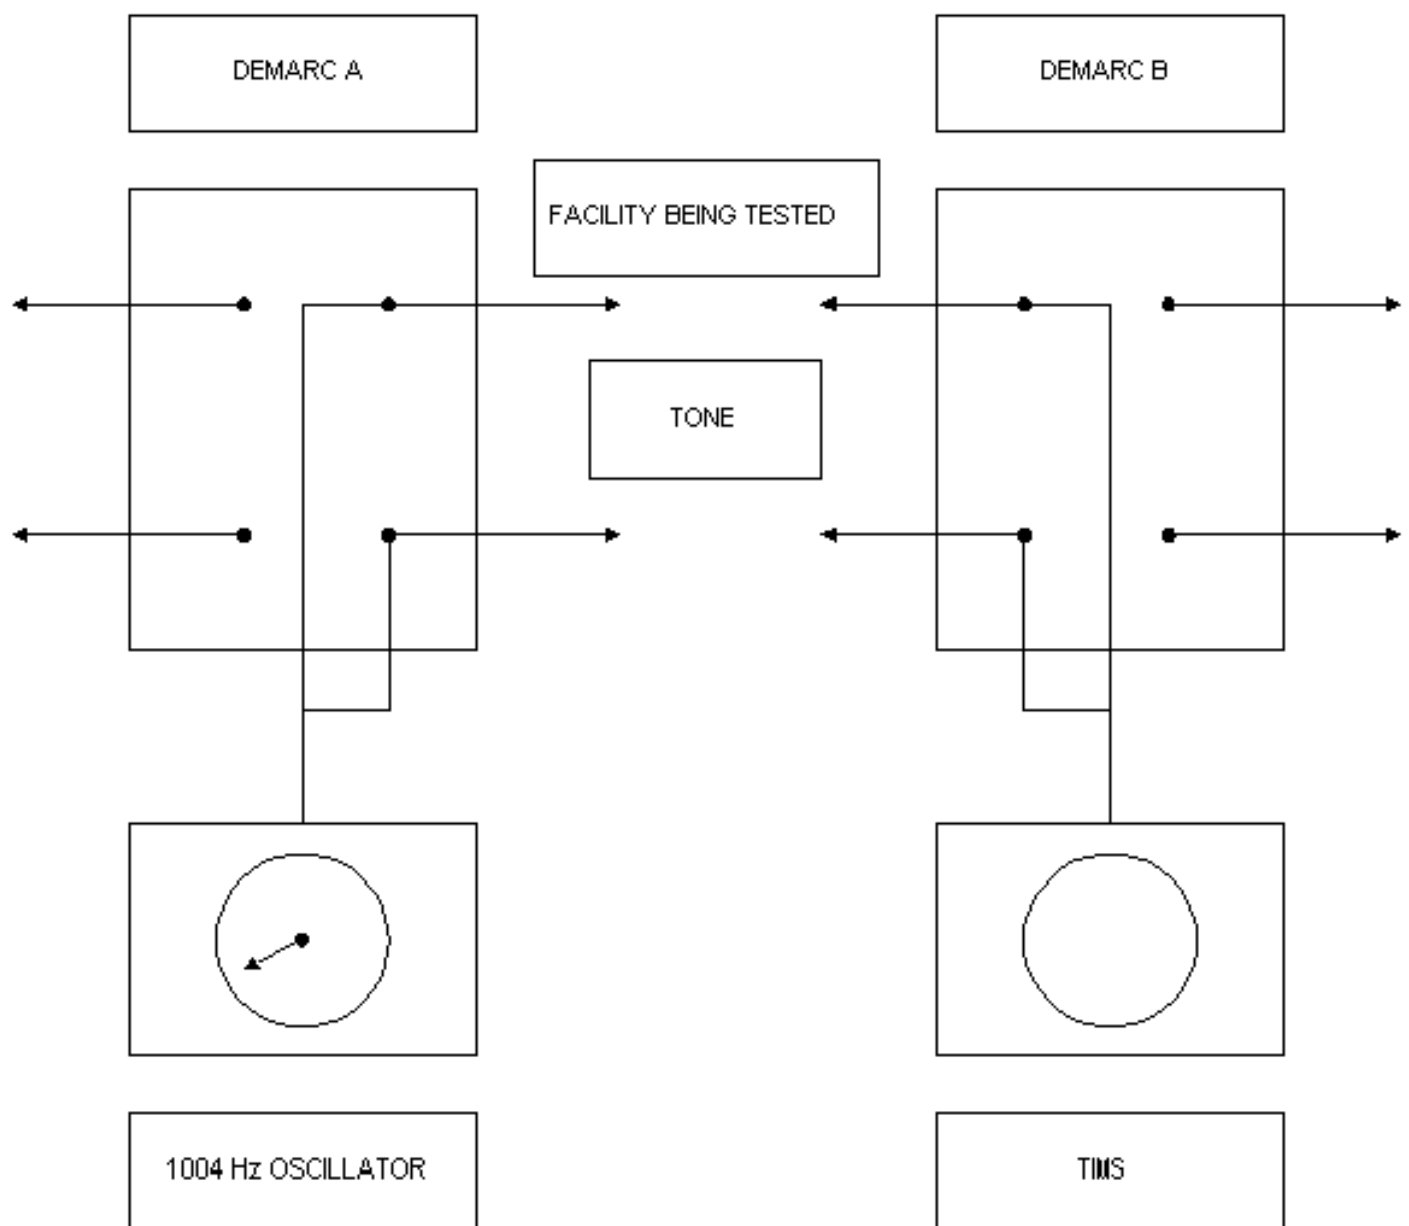 DEMARC A
DEMARC B
FACILITY BEING TESTED
TONE
1004 Hz OSCILLATOR
TIMS